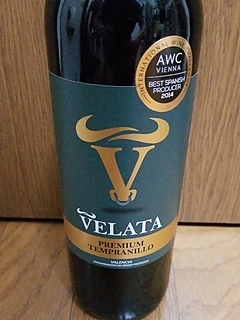 INTERNATIONAL WINE
AWC
VIENNA
BEST SPANISH
PRODUCER
2014
V
VELATA
PREMIUM
TEMPRANILLO
VALENCIA